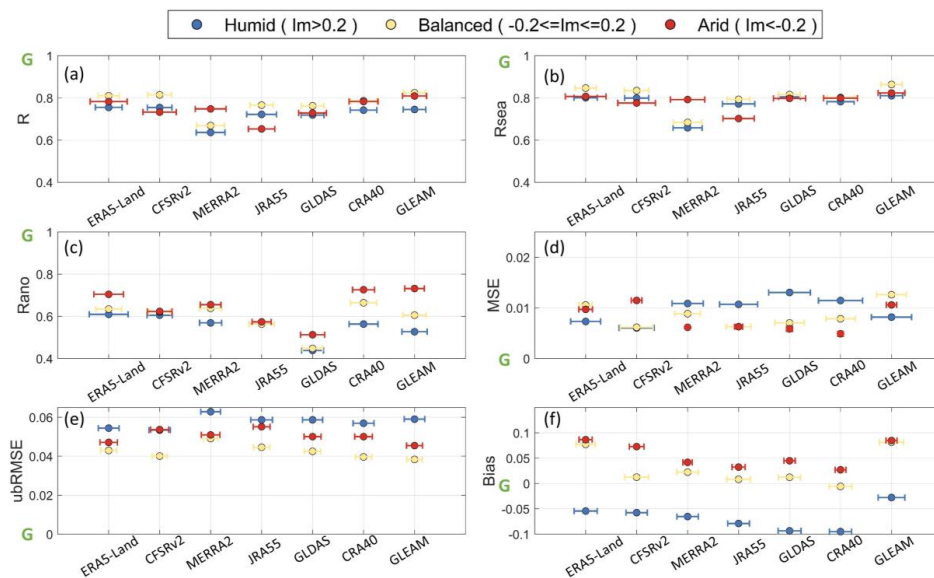 Humid ( Im>0.2 ) Balanced ( -0.2<=Im<=0.2 ) Arid ( Im<-0.2 )
G 1 (a)
R 0.8 0.6
0.4
ERA5-Land CFSRv2 MERRA2 JRA55 GLDAS CRA40 GLEAM
G 1 (b)
Rsea 0.8 0.6
0.4
ERA5-Land CFSRv2 MERRA2 JRA55 GLDAS CRA40 GLEAM
G 1 (c)
Rano 0.8 0.6
0.4
ERA5-Land CFSRv2 MERRA2 JRA55 GLDAS CRA40 GLEAM
(d)
MSE 0.02 0.01
G 0
ERA5-Land CFSRv2 MERRA2 JRA55 GLDAS CRA40 GLEAM
(e)
ubRMSE 0.06 0.04 0.02
G 0
ERA5-Land CFSRv2 MERRA2 JRA55 GLDAS CRA40 GLEAM
(f)
Bias 0.1 0.05
G 0
-0.05
-0.1
ERA5-Land CFSRv2 MERRA2 JRA55 GLDAS CRA40 GLEAM